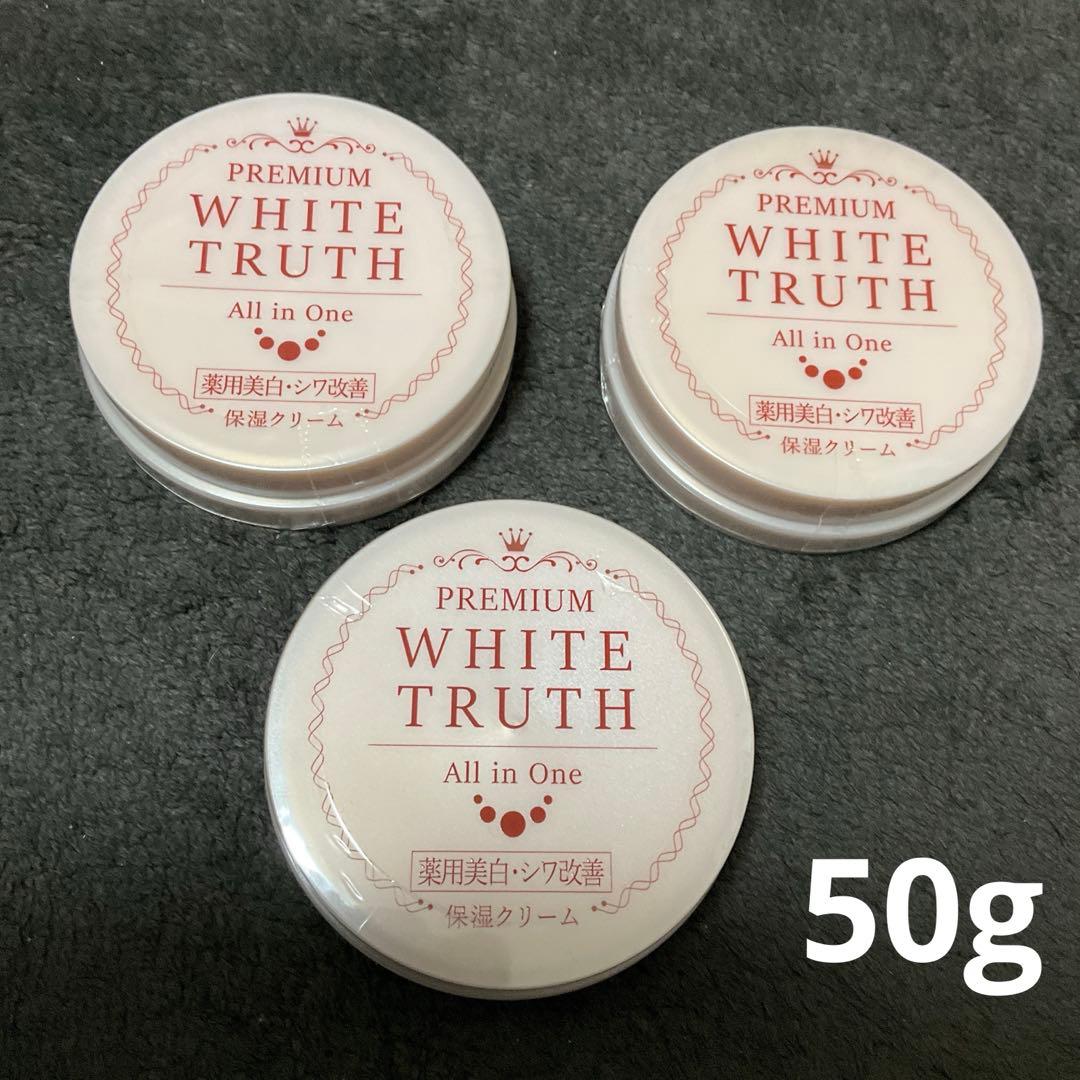 PREMIUM
WHITE
TRUTH
All in One
薬用美白・シワ改善
保湿クリーム
PREMIUM
WHITE
TRUTH
All in One
薬用美白・シワ改善
保湿クリーム
PREMIUM
WHITE
TRUTH
All in One
薬用美白・シワ改善
保湿クリーム
50g